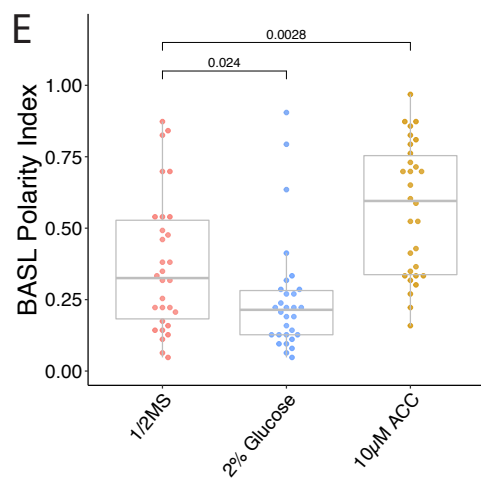 E
0.0028
0.024
BASL Polarity Index
1.00
0.75
0.50
0.25
0.00
1/2MS
2% Glucose
10µM ACC